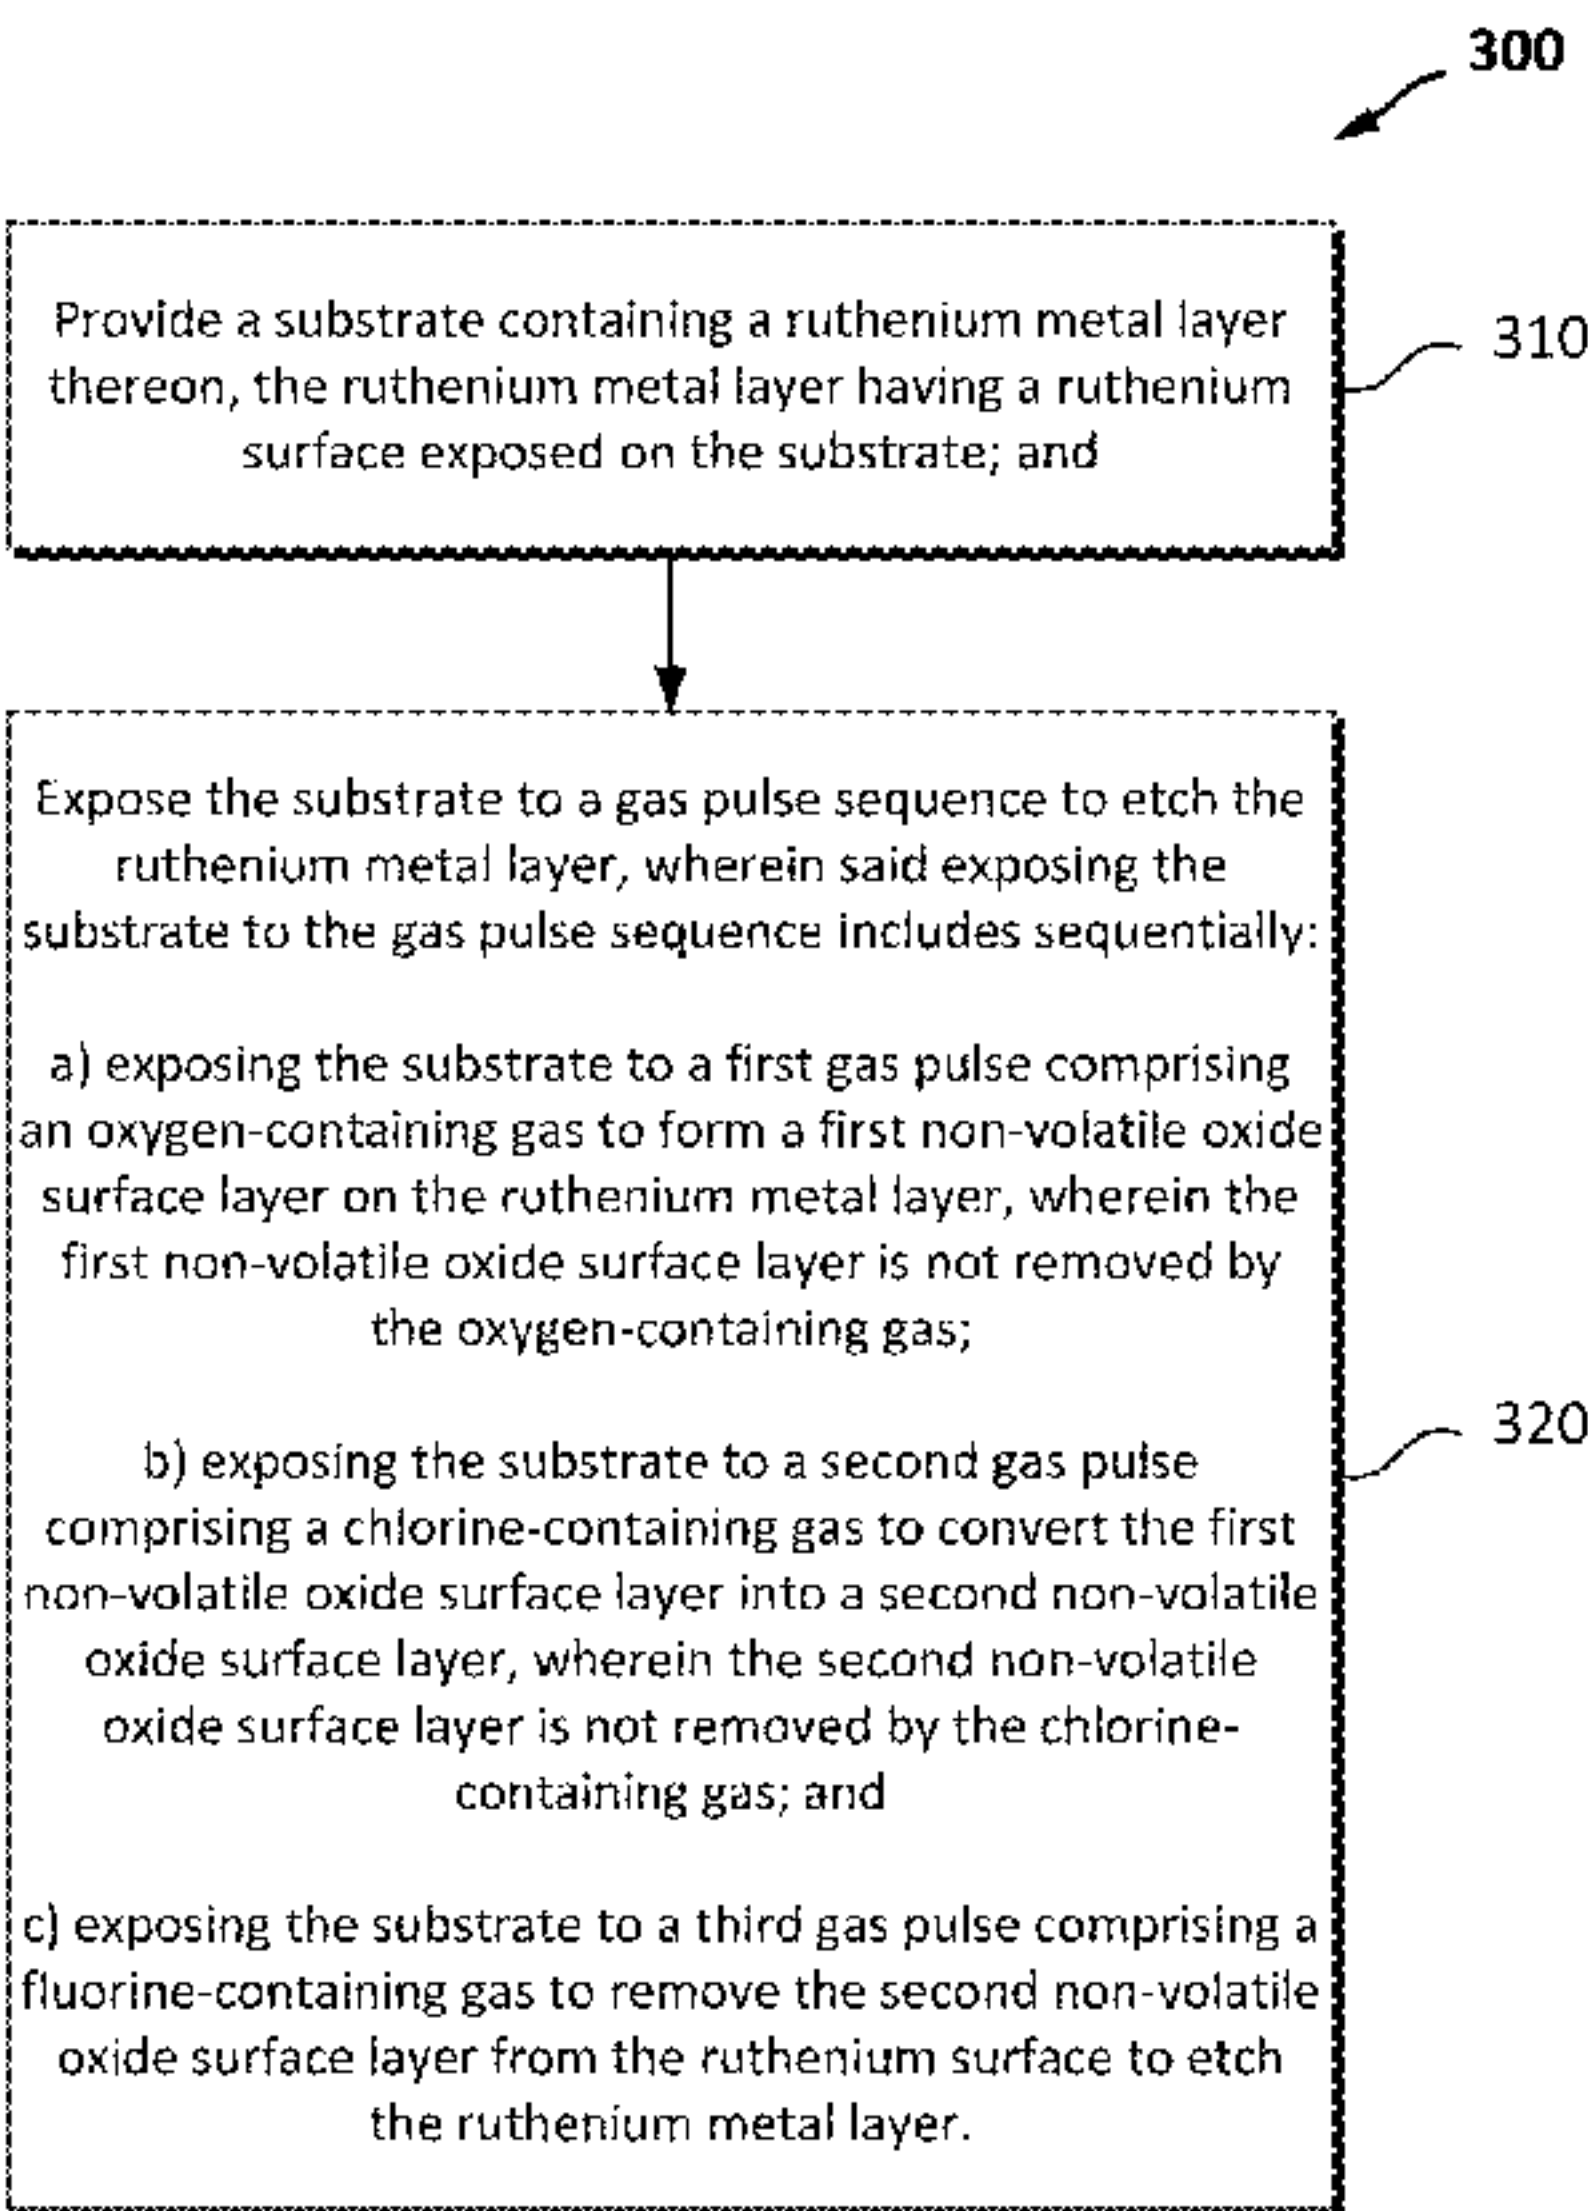 300
Provide a substrate containing a ruthenium metal layer
thereon, the ruthenium metal layer having a ruthenium
surface exposed on the substrate; and
310
Expose the substrate to a gas pulse sequence to etch the
ruthenium metal layer, wherein said exposing the
substrate to the gas pulse sequence includes sequentially:
a) exposing the substrate to a first gas pulse comprising
an oxygen-containing gas to form a first non-volatile oxide
surface layer on the ruthenium metal layer, wherein the
first non-volatile oxide surface layer is not removed by
the oxygen-containing gas;
b) exposing the substrate to a second gas pulse
comprising a chlorine-containing gas to convert the first
non-volatile oxide surface layer into a second non-volatile
oxide surface layer, wherein the second non-volatile
oxide surface layer is not removed by the chlorine-
containing gas; and
c) exposing the substrate to a third gas pulse comprising a
fluorine-containing gas to remove the second non-volatile
oxide surface layer from the ruthenium surface to etch
the ruthenium metal layer.
320